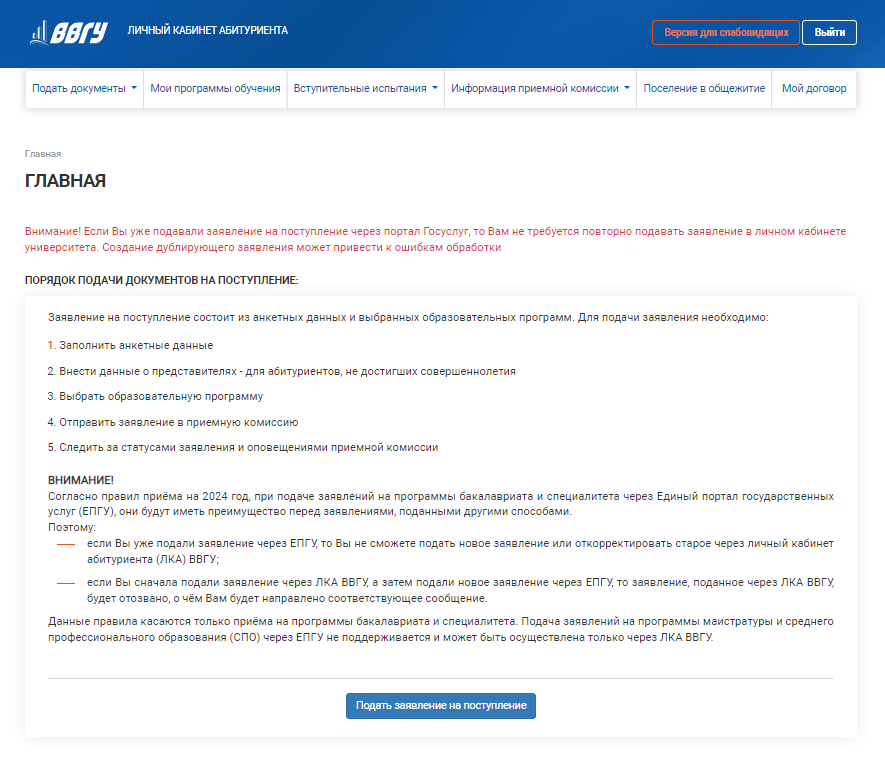 ВВГУ
ЛИЧНЫЙ КАБИНЕТ АБИТУРИЕНТА
Версия для слабовидящих
Выйти
Подать документы
Мои программы обучения
Вступительные испытания
Информация приемной комиссии
Поселение в общежитие
Мой договор
Главная
ГЛАВНАЯ
Внимание! Если Вы уже подавали заявление на поступление через портал Госуслуг, то Вам не требуется повторно подавать заявление в личном кабинете
университета. Создание дублирующего заявления может привести к ошибкам обработки
ПОРЯДОК ПОДАЧИ ДОКУМЕНТОВ НА ПОСТУПЛЕНИЕ:
Заявление на поступление состоит из анкетных данных и выбранных образовательных программ. Для подачи заявления необходимо:
1. Заполнить анкетные данные
2. Внести данные о представителях - для абитуриентов, не достигших совершеннолетия
3. Выбрать образовательную программу
4. Отправить заявление в приемную комиссию
5. Следить за статусами заявления и оповещениями приемной комиссии
ВНИМАНИЕ!
Согласно правил приёма на 2024 год, при подаче заявлений на программы бакалавриата и специалитета через Единый портал государственных
услуг (ЕПГУ), они будут иметь преимущество перед заявлениями, поданными другими способами.
Поэтому:
если Вы уже подали заявление через ЕПГУ, то Вы не сможете подать новое заявление или откорректировать старое через личный кабинет
абитуриента (ЛКА) ВВГУ;
если Вы сначала подали заявление через ЛКА ВВГУ, а затем подали новое заявление через ЕПГУ, то заявление, поданное через ЛКА ВВГУ,
будет отозвано, о чём Вам будет направлено соответствующее сообщение.
Данные правила касаются только приёма на программы бакалавриата и специалитета. Подача заявлений на программы маистратуры и среднего
профессионального образования (СПО) через ЕПГУ не поддерживается и может быть осуществлена только через ЛКА ВВГУ.
Подать заявление на поступление